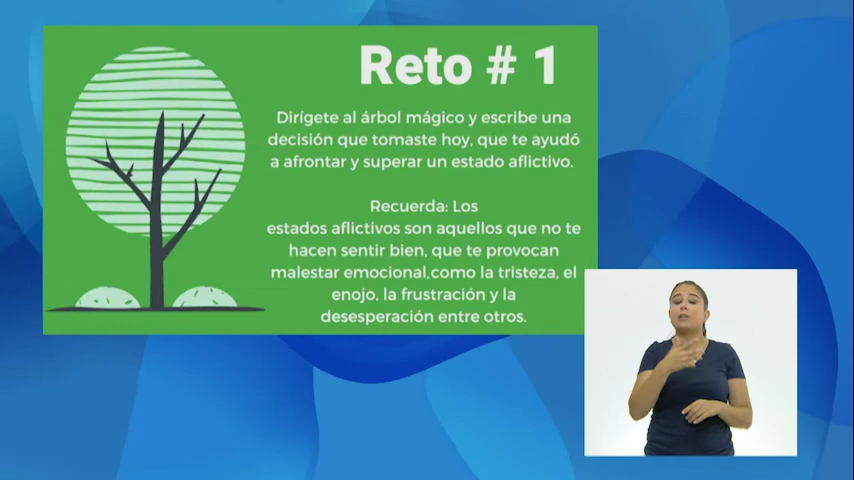 Reto # 1
Dirígete al árbol mágico y escribe una
decisión que tomaste hoy, que te ayudó
a afrontar y superar un estado aflictivo.
Recuerda: Los
estados aflictivos son aquellos que no te
hacen sentir bien, que te provocan
malestar emocional,como la tristeza, el
enojo, la frustración y la
desesperación entre otros.